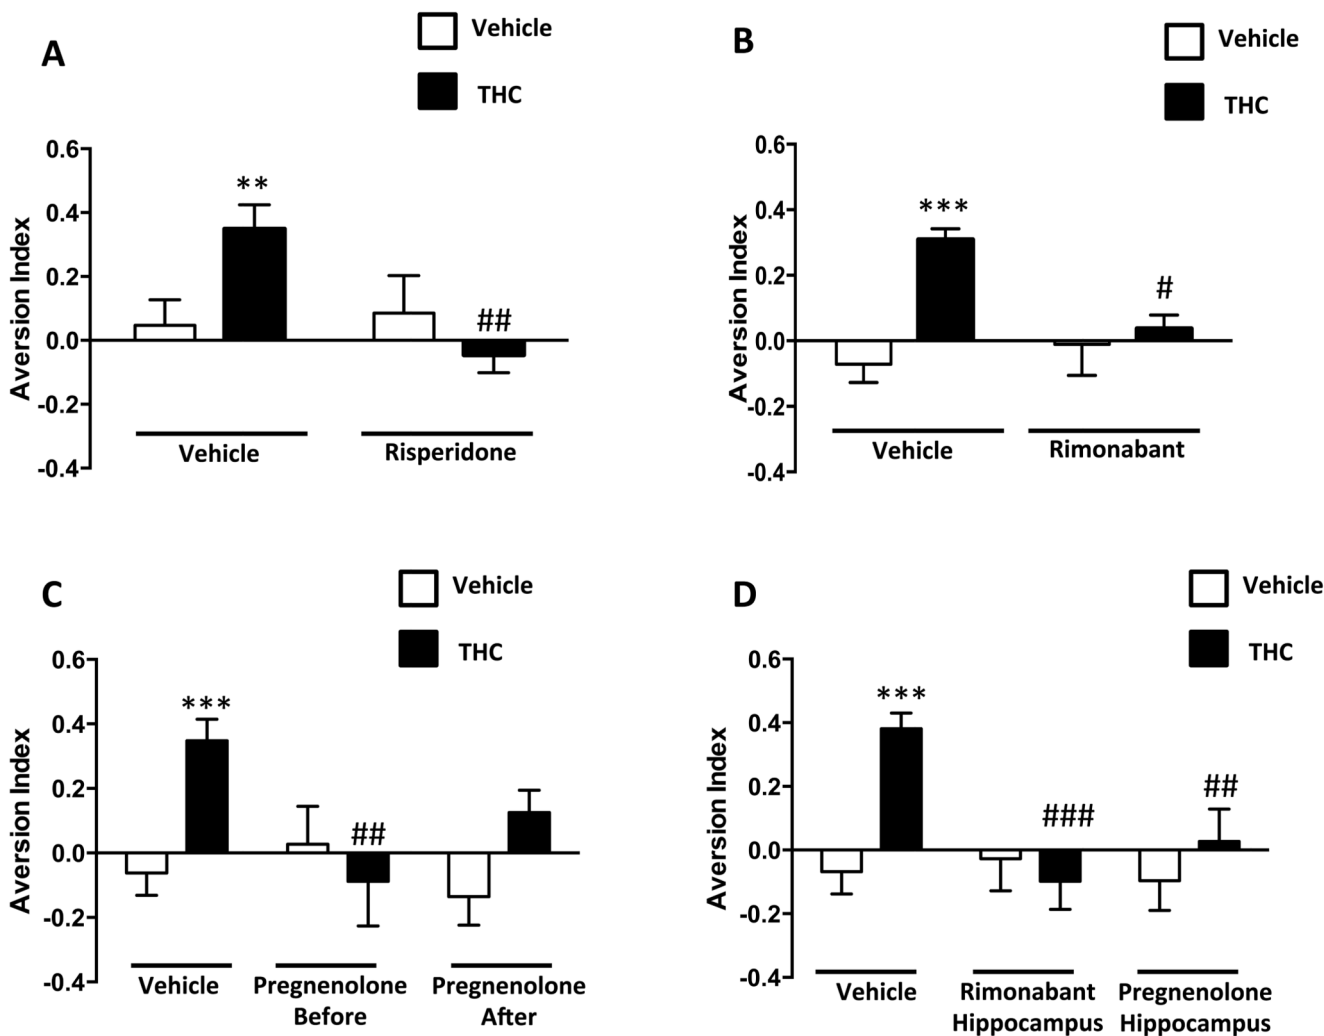 A
Vehicle
THC
Aversion Index
0.6
**
0.4
0.2
##
0.0
-0.2
-0.4
Vehicle
Risperidone
B
Vehicle
THC
Aversion Index
0.6
***
0.4
0.2
#
0.0
-0.2
-0.4
Vehicle
Rimonabant
C
Vehicle
THC
Aversion Index
0.6
***
0.4
0.2
##
0.0
-0.2
-0.4
Vehicle
Pregnenolone
Before
Pregnenolone
After
D
Vehicle
THC
Aversion Index
0.6
***
0.4
0.2
##
###
0.0
-0.2
-0.4
Vehicle
Rimonabant
Hippocampus
Pregnenolone
Hippocampus